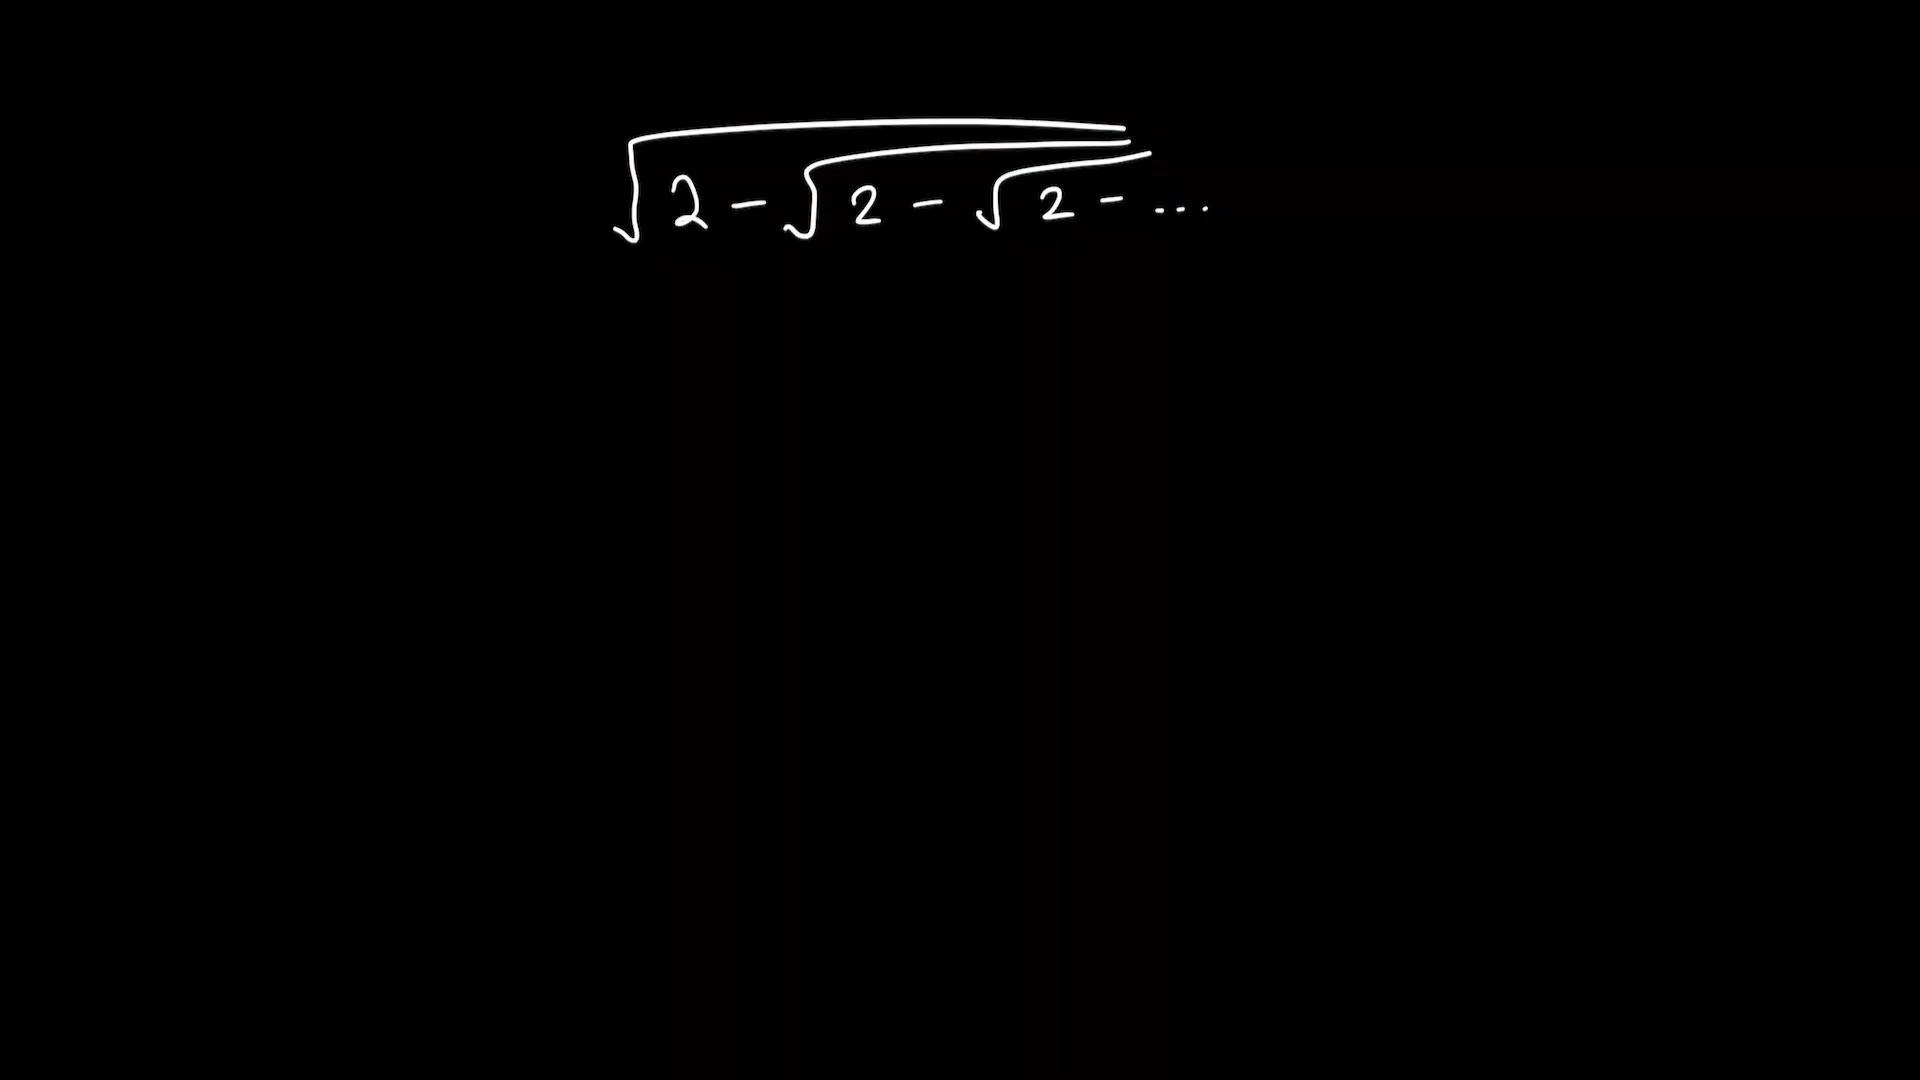 √(2 - √(2 - √(2 - ...